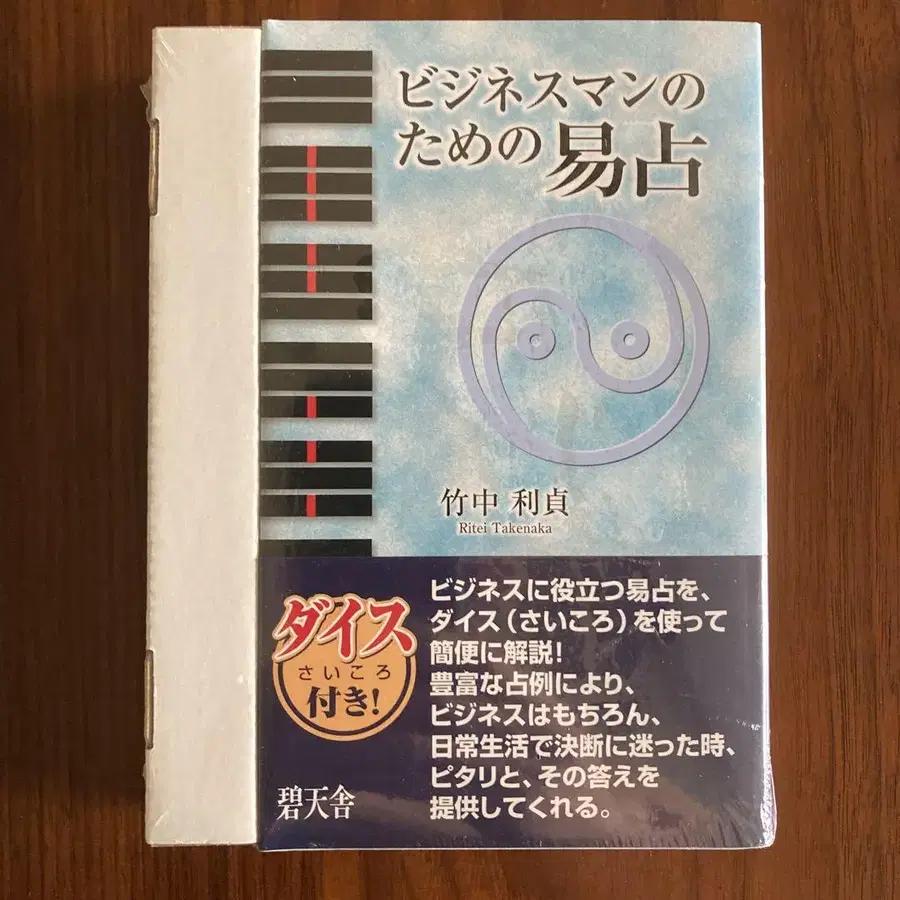 ビジネスマンの
ための易占
竹中 利貞
Ritei Takenaka
ダイス
さいころ
付き!
碧天舎
ビジネスに役立つ易占を、
ダイス(さいころ)を使って
簡便に解説!
豊富な占例により、
ビジネスはもちろん、
日常生活で決断に迷った時、
ピタリと、その答えを
提供してくれる。